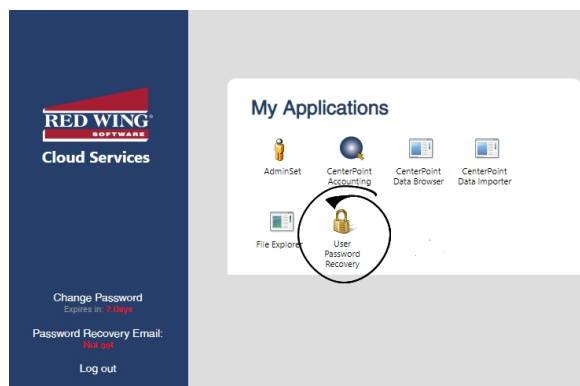 RED WING®
SOFTWARE
Cloud Services
Change Password
Expires in: 2 Days
Password Recovery Email:
Not set
Log out
My Applications
AdminSet
CenterPoint
Accounting
CenterPoint
Data Browser
CenterPoint
Data Importer
File Explorer
User
Password
Recovery